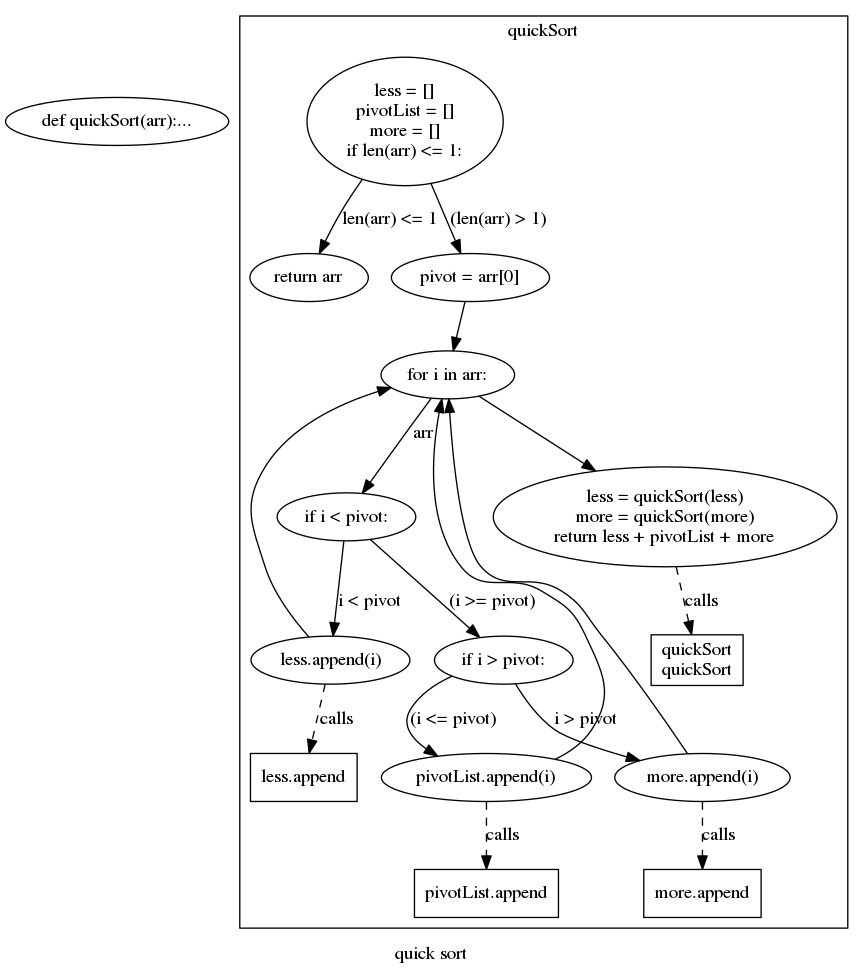 quickSort
def quickSort(arr):...
less = []
pivotList = []
more = []
if len(arr) <= 1:
len(arr) <= 1
(len(arr) > 1)
return arr
pivot = arr[0]
for i in arr:
arr
if i < pivot:
less = quickSort(less)
more = quickSort(more)
return less + pivotList + more
i < pivot
(i >= pivot)
calls
less.append(i)
if i > pivot:
quickSort
quickSort
calls
(i <= pivot)
i > pivot
less.append
pivotList.append(i)
more.append(i)
calls
calls
pivotList.append
more.append
quick sort